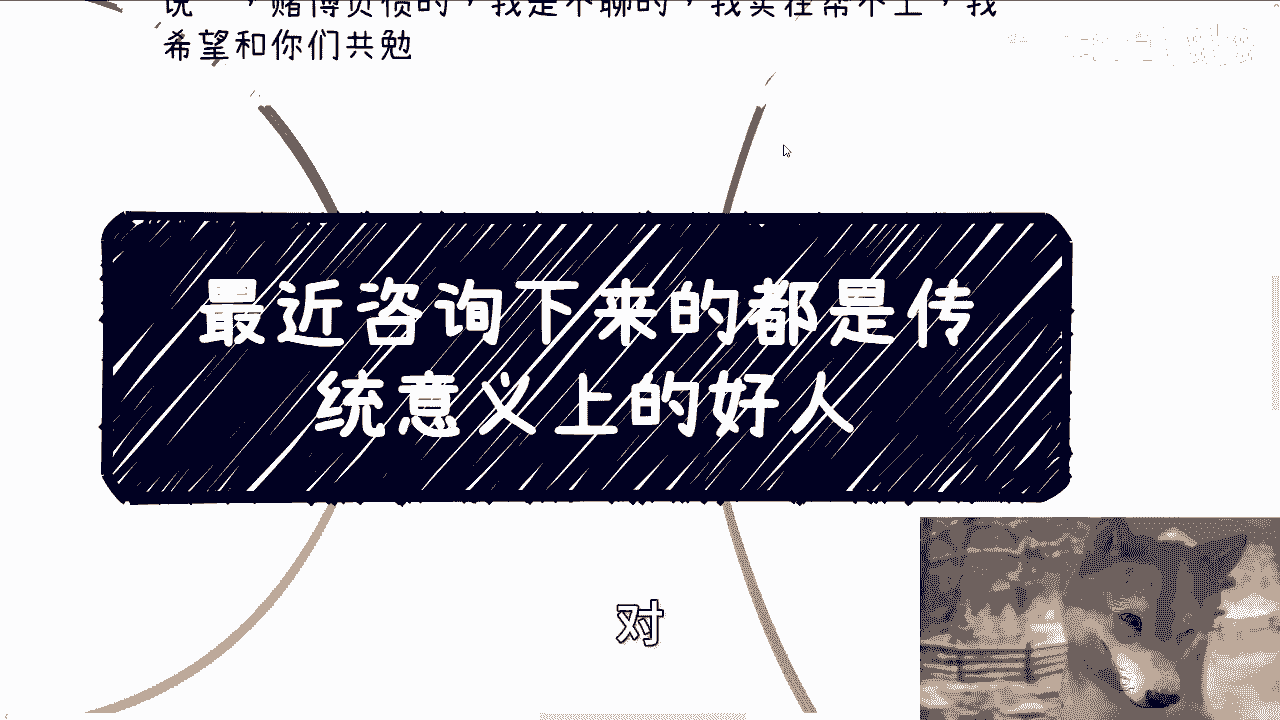 说一下，赌博负债的，我是不聊的，我实在帮不上，我
希望和你们共勉
最近咨询下来的都是传
统意义上的好人
对